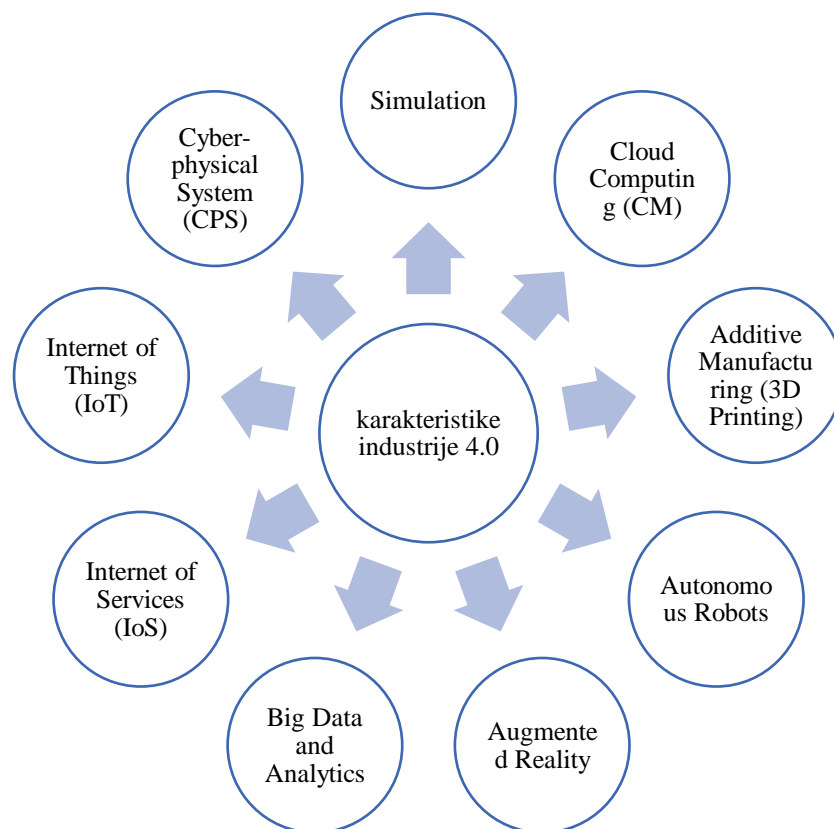 Simulation
Cloud
Computin
g (CM)
Additive
Manufactu
ring (3D
Printing)
Autonomo
us Robots
Augmente
d Reality
Big Data
and
Analytics
Internet of
Services
(IoS)
Internet of
Things
(IoT)
Cyber-
physical
System
(CPS)
karakteristike
industrije 4.0